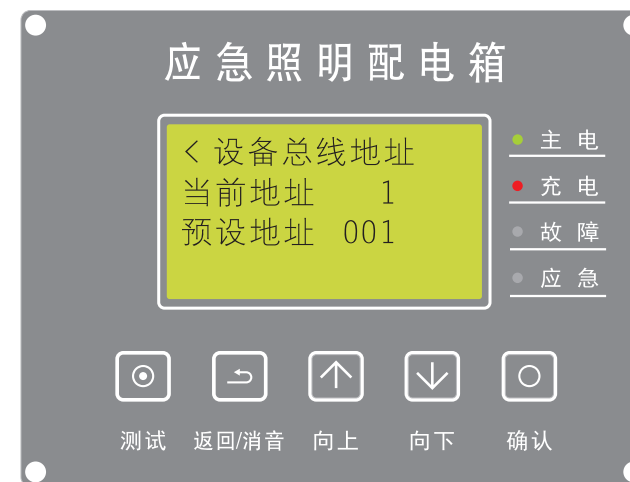 应急照明配电箱
< 设备总线地址
当前地址 1
预设地址 001
主电
充电
故障
应急
测试 返回/消音 向上 向下 确认